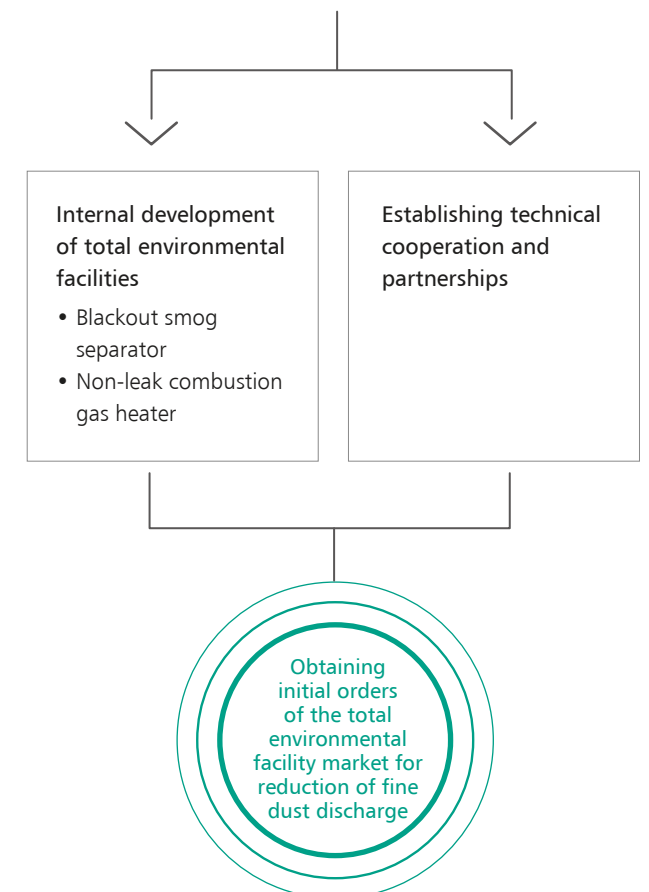 Internal development
of total environmental
facilities
• Blackout smog
separator
• Non-leak combustion
gas heater
Establishing technical
cooperation and
partnerships
Obtaining
initial orders
of the total
environmental
facility market for
reduction of fine
dust discharge